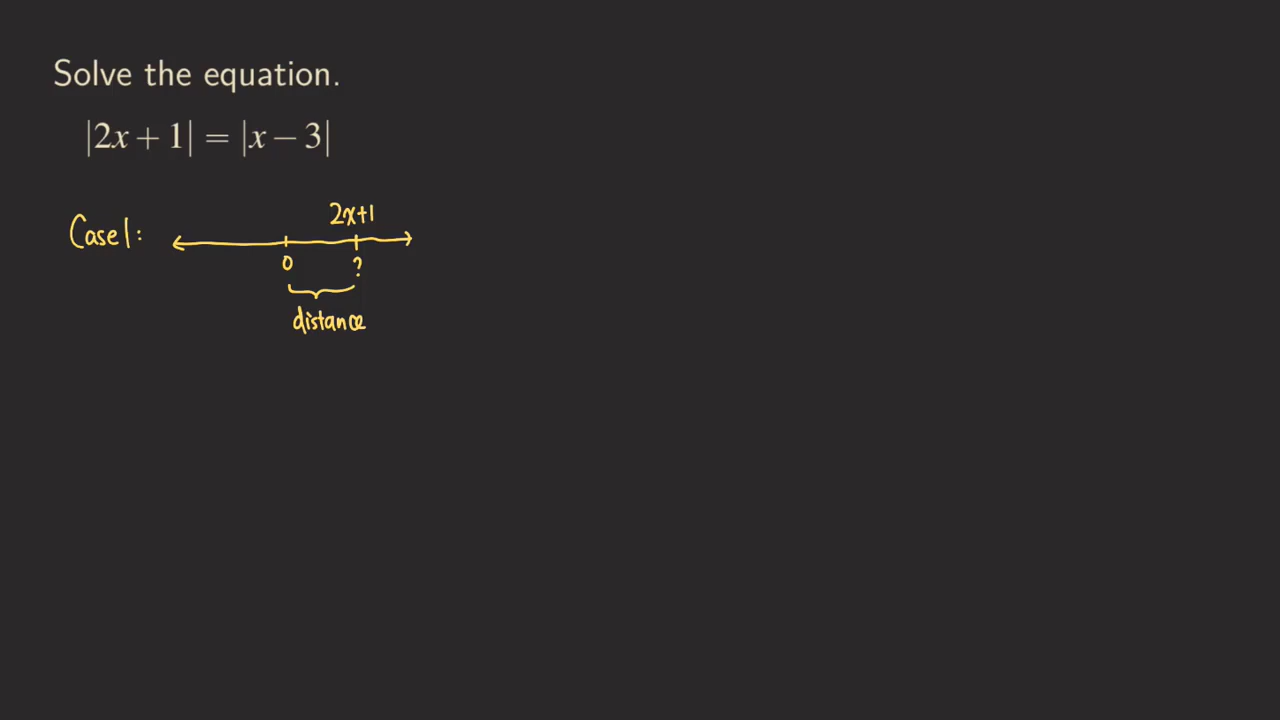 Solve the equation.
|2x + 1| = |x − 3|
2x+1
Case 1:
0 ?
distance